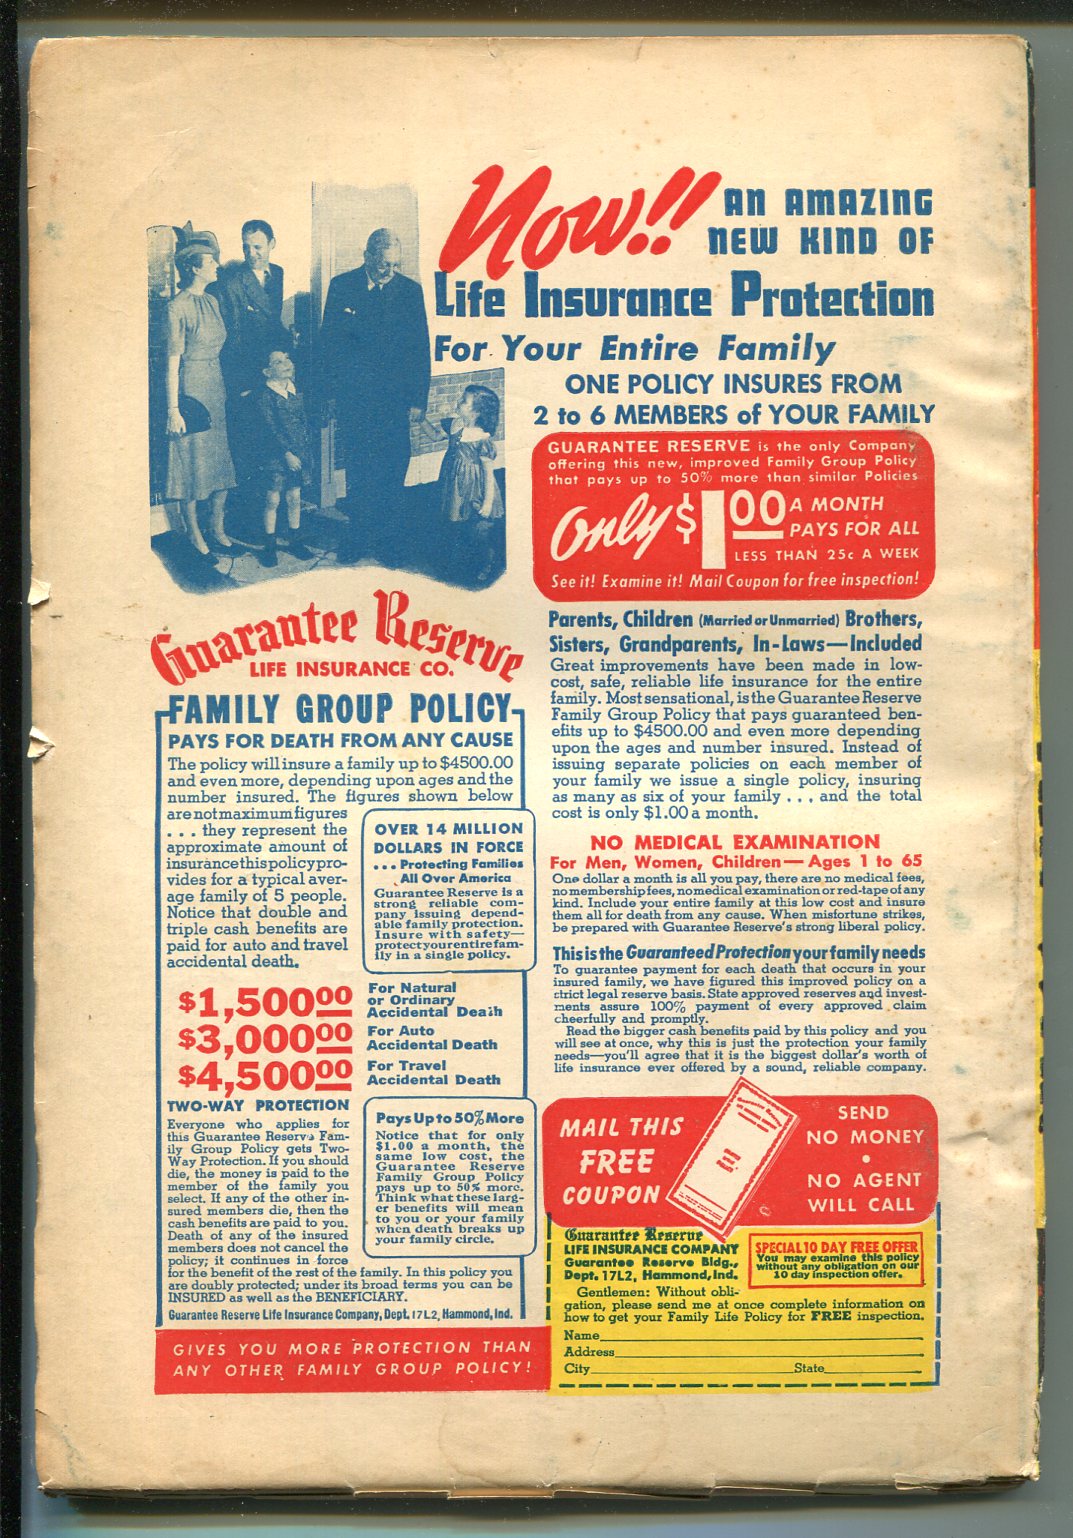 Now!! AN AMAZING
NEW KIND OF
Life Insurance Protection
For Your Entire Family
ONE POLICY INSURES FROM
2 to 6 MEMBERS of YOUR FAMILY
GUARANTEE RESERVE is the only Company
offering this new, improved Family Group Policy
that pays up to 50% more than similar Policies
Only $1.00 A MONTH
PAYS FOR ALL
LESS THAN 25c A WEEK
See it! Examine it! Mail Coupon for free inspection!
Guarantee Reserve
LIFE INSURANCE CO.
FAMILY GROUP POLICY
PAYS FOR DEATH FROM ANY CAUSE
The policy will insure a family up to $4500.00
and even more, depending upon ages and the
number insured. The figures shown below
are not maximum figures
. . . they represent the
approximate amount of
insurance this policy pro-
vides for a typical aver-
age family of 5 people.
Notice that double and
triple cash benefits are
paid for auto and travel
accidental death.
OVER 14 MILLION
DOLLARS IN FORCE
. . . Protecting Families
All Over America
Guarantee Reserve is a
strong reliable com-
pany issuing depend-
able family protection.
Insure with safety—
protect your entire fam-
ily in a single policy.
$1,500.00 For Natural
or Ordinary
Accidental Death
$3,000.00 For Auto
Accidental Death
$4,500.00 For Travel
Accidental Death
TWO-WAY PROTECTION
Everyone who applies for
this Guarantee Reserve Fam-
ily Group Policy gets Two-
Way Protection. If you should
die, the money is paid to the
member of the family you
select. If any of the other in-
sured members die, then the
cash benefits are paid to you.
Death of any of the insured
members does not cancel the
policy; it continues in force
for the benefit of the rest of the family. In this policy you
are doubly protected; under its broad terms you can be
INSURED as well as the BENEFICIARY.
Guarantee Reserve Life Insurance Company, Dept. 17L2, Hammond, Ind.
Pays Up to 50% More
Notice that for only
$1.00 a month, the
same low cost, the
Guarantee Reserve
Family Group Policy
pays up to 50% more.
Think what these larg-
er benefits will mean
to you or your family
when death breaks up
your family circle.
GIVES YOU MORE PROTECTION THAN
ANY OTHER FAMILY GROUP POLICY!
Parents, Children (Married or Unmarried) Brothers,
Sisters, Grandparents, In-Laws—Included
Great improvements have been made in low-
cost, safe, reliable life insurance for the entire
family. Most sensational, is the Guarantee Reserve
Family Group Policy that pays guaranteed ben-
efits up to $4500.00 and even more depending
upon the ages and number insured. Instead of
issuing separate policies on each member of
your family we issue a single policy, insuring
as many as six of your family . . . and the total
cost is only $1.00 a month.
NO MEDICAL EXAMINATION
For Men, Women, Children—Ages 1 to 65
One dollar a month is all you pay, there are no medical fees,
no membership fees, no medical examination or red-tape of any
kind. Include your entire family at this low cost and insure
them all for death from any cause. When misfortune strikes,
be prepared with Guarantee Reserve's strong liberal policy.
This is the Guaranteed Protection your family needs
To guarantee payment for each death that occurs in your
insured family, we have figured this improved policy on a
strict legal reserve basis. State approved reserves and invest-
ments assure 100% payment of every approved claim
cheerfully and promptly.
Read the bigger cash benefits paid by this policy and you
will see at once, why this is just the protection your family
needs—you'll agree that it is the biggest dollar's worth of
life insurance ever offered by a sound, reliable company.
MAIL THIS
FREE
COUPON
SEND
NO MONEY
•
NO AGENT
WILL CALL
Guarantee Reserve
LIFE INSURANCE COMPANY
Guarantee Reserve Bldg.,
Dept. 17L2, Hammond, Ind.
SPECIAL 10 DAY FREE OFFER
You may examine this policy
without any obligation on our
10 day inspection offer.
Gentlemen: Without obli-
gation, please send me at once complete information on
how to get your Family Life Policy for FREE inspection.
Name
Address
City State